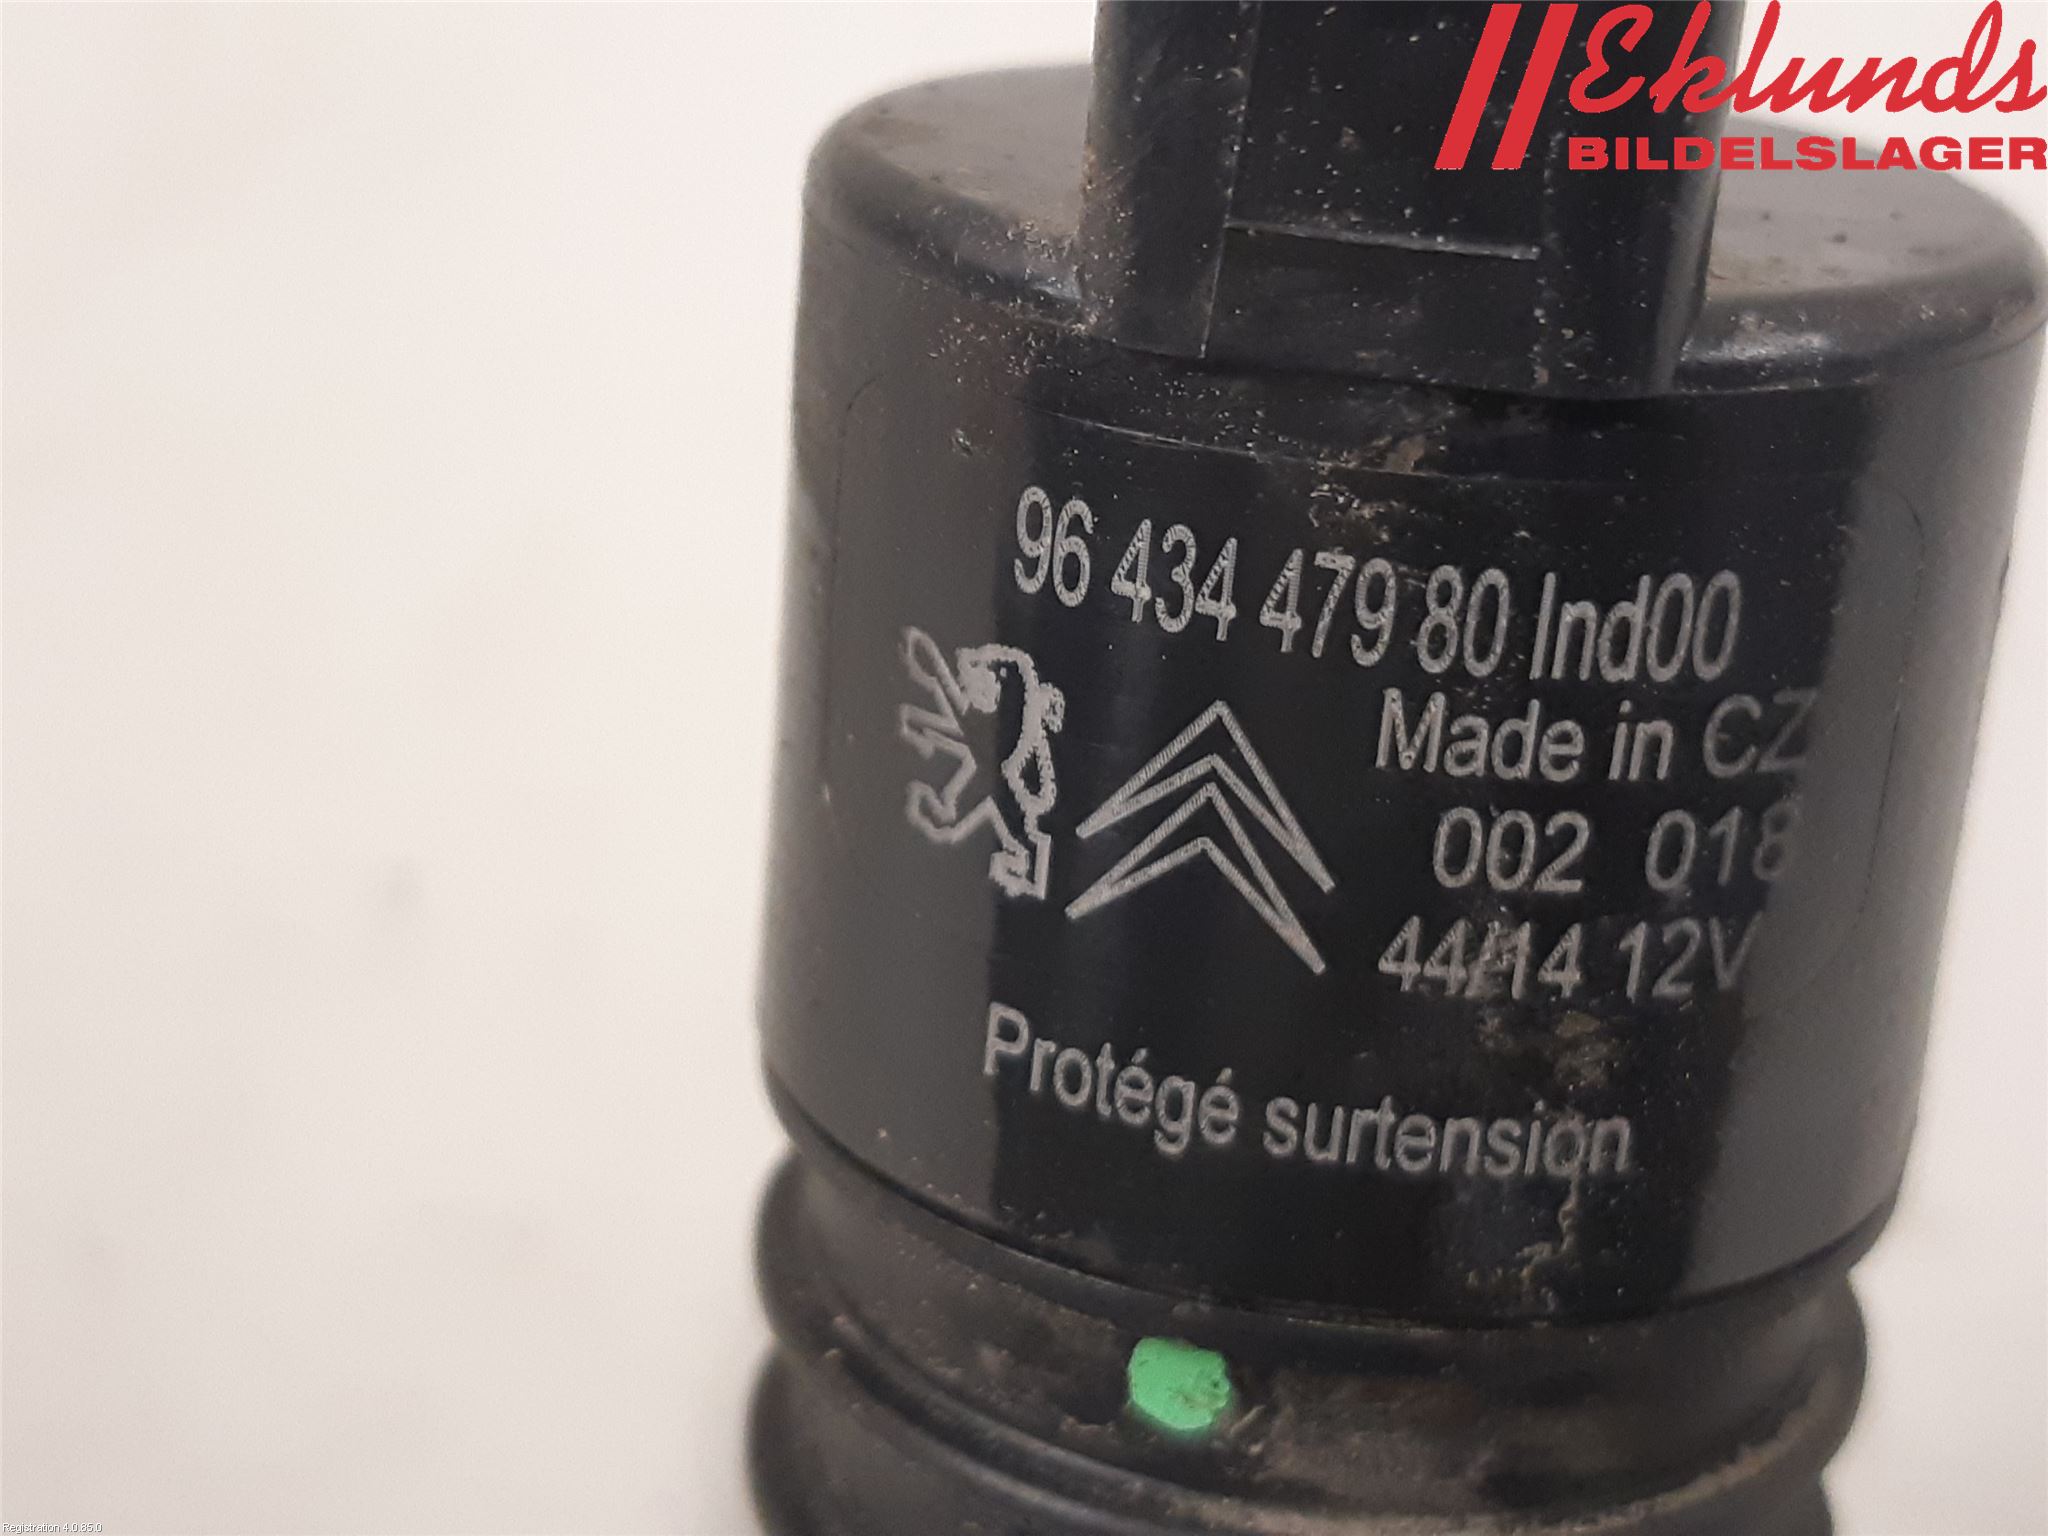 Eklunds
BILDELSLAGER
96 434 479 80 Ind00
Made in CZ
002 018
44/14 12V
Protégé surtension
Registration 4.0.85.0